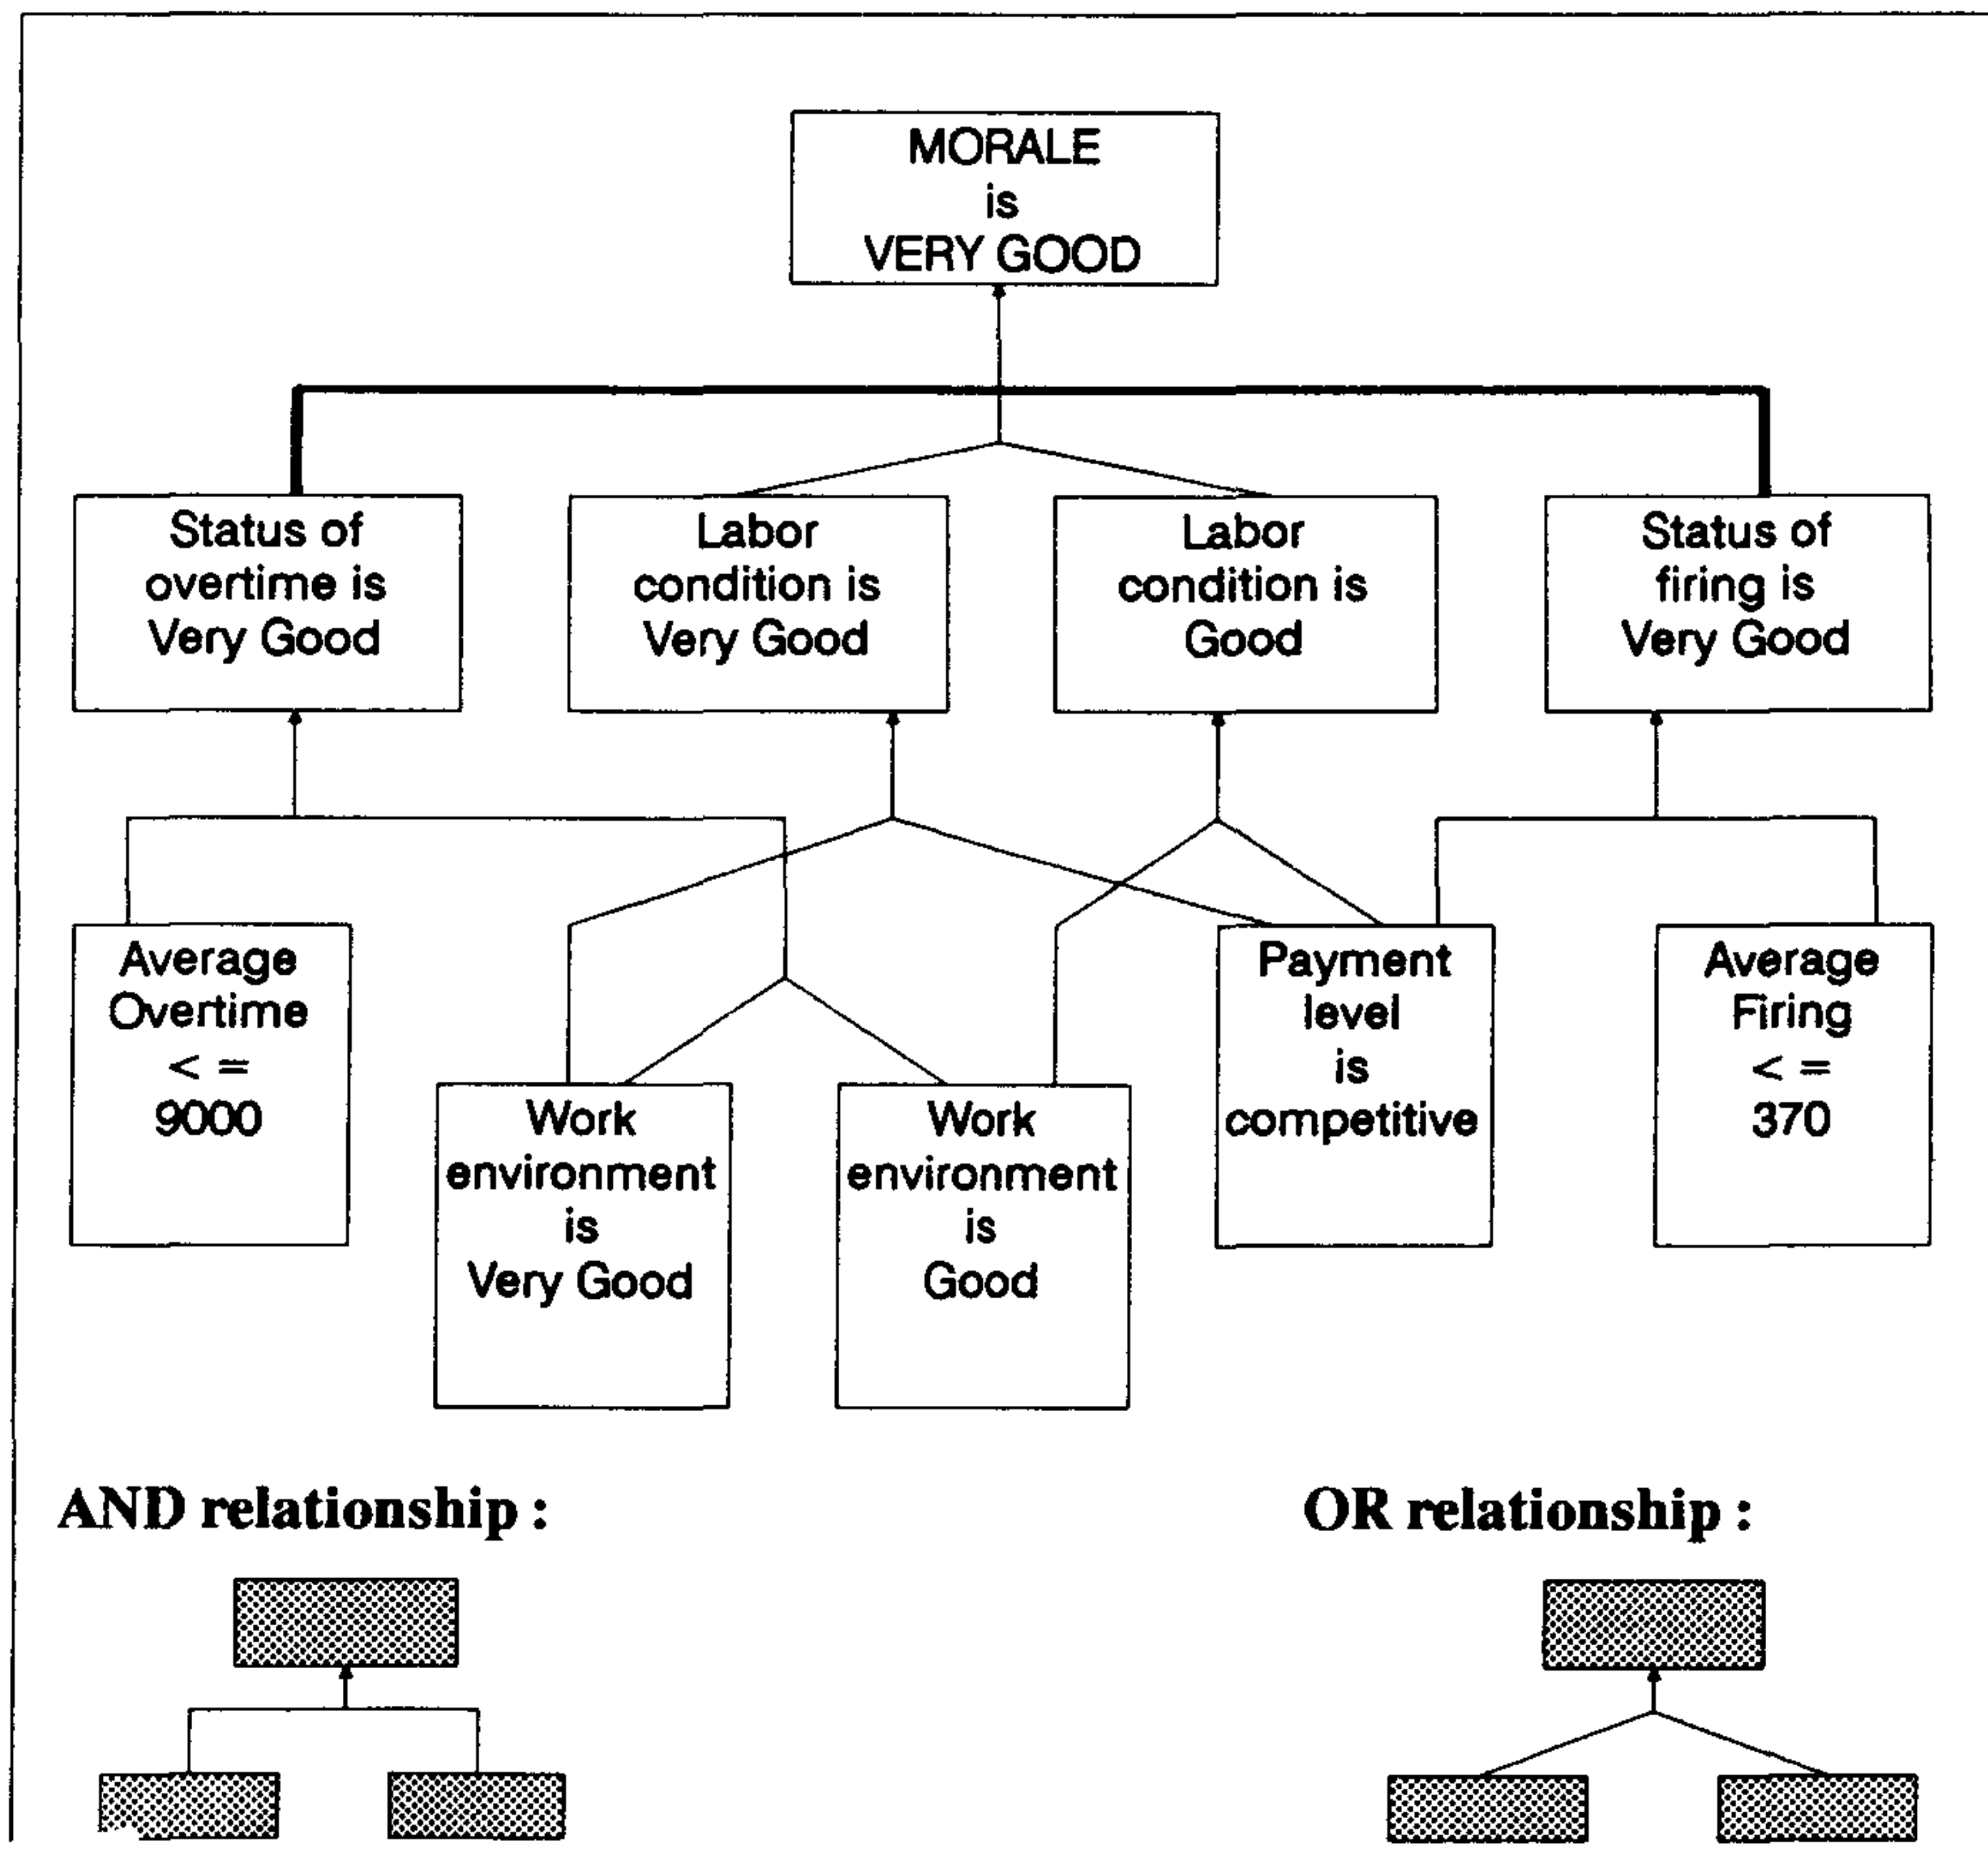 MORALE
is
VERY GOOD
Status of
overtime is
Very Good
Labor
condition is
Very Good
Labor
condition is
Good
Status of
firing is
Very Good
Average
Overtime
< =
9000
Work
environment
is
Very Good
Work
environment
is
Good
Payment
level
is
competitive
Average
Firing
< =
370
AND relationship :
OR relationship :